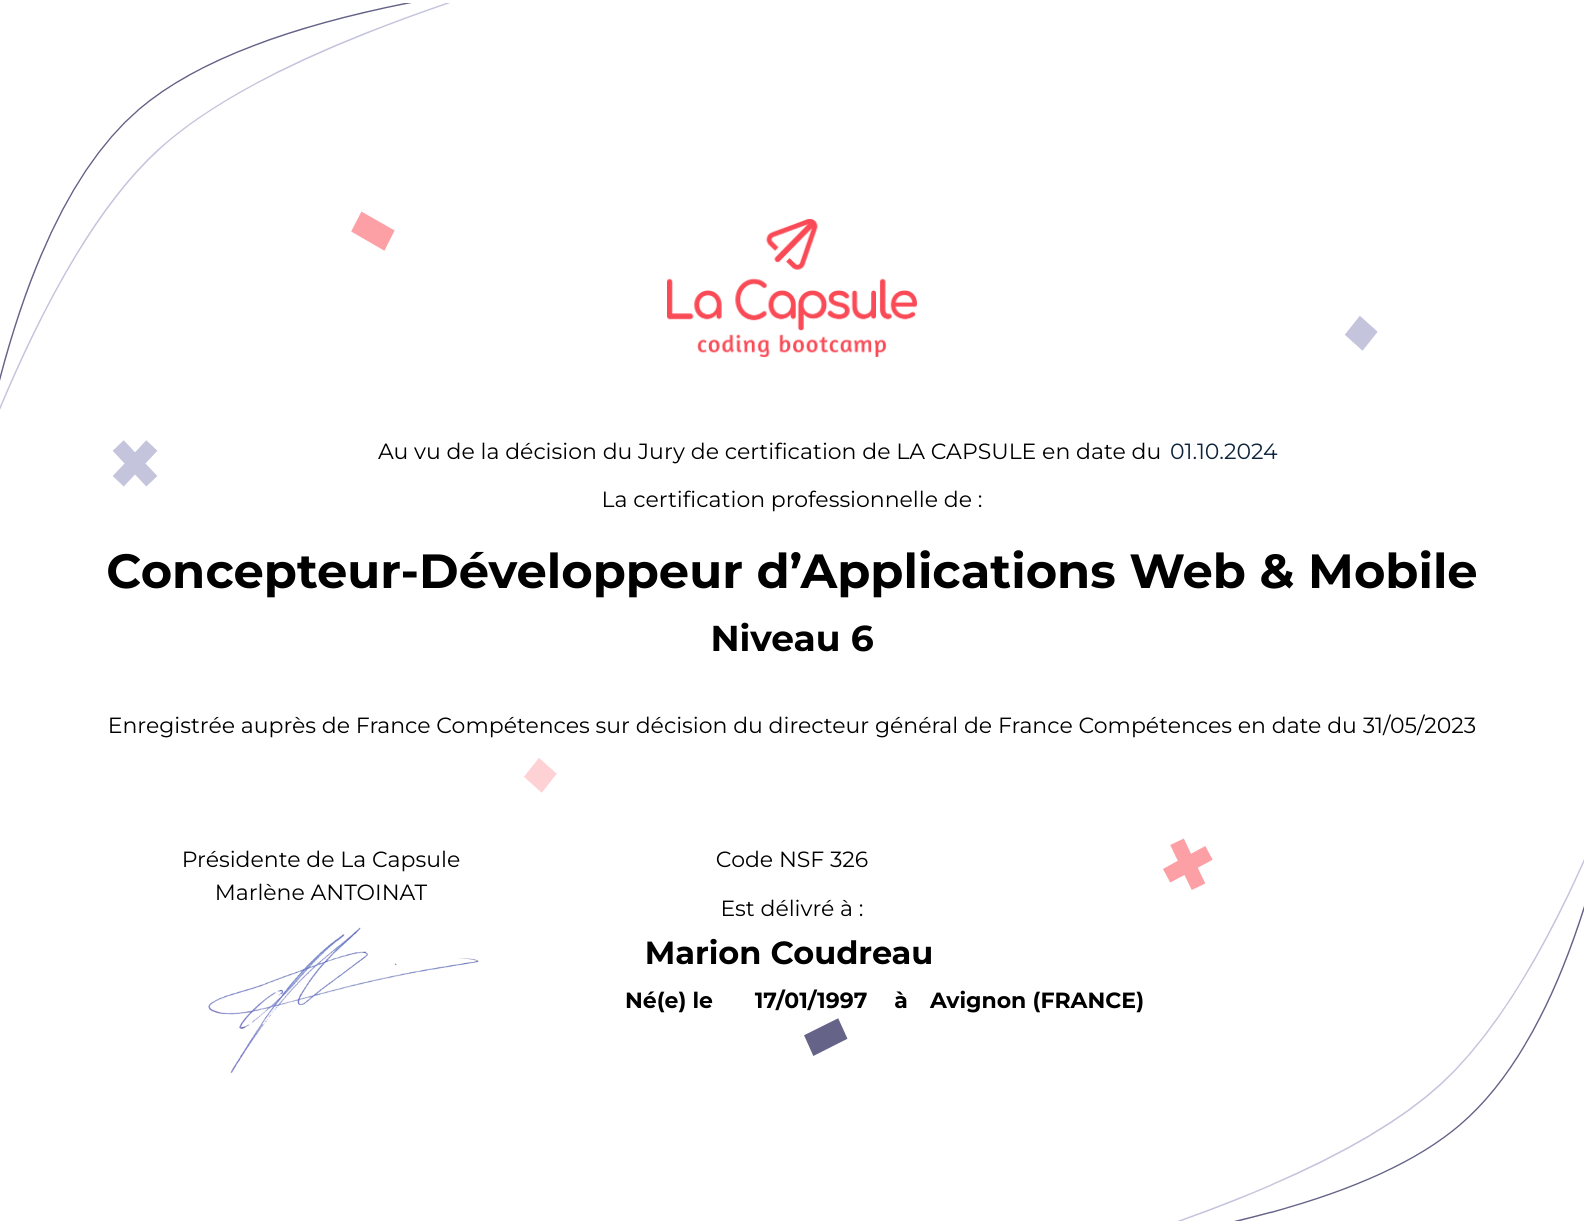 La Capsule
coding bootcamp
Au vu de la décision du Jury de certification de LA CAPSULE en date du 01.10.2024
La certification professionnelle de :
Concepteur-Développeur d’Applications Web & Mobile
Niveau 6
Enregistrée auprès de France Compétences sur décision du directeur général de France Compétences en date du 31/05/2023
Présidente de La Capsule
Marlène ANTOINAT
Code NSF 326
Est délivré à :
Marion Coudreau
Né(e) le 17/01/1997 à Avignon (FRANCE)